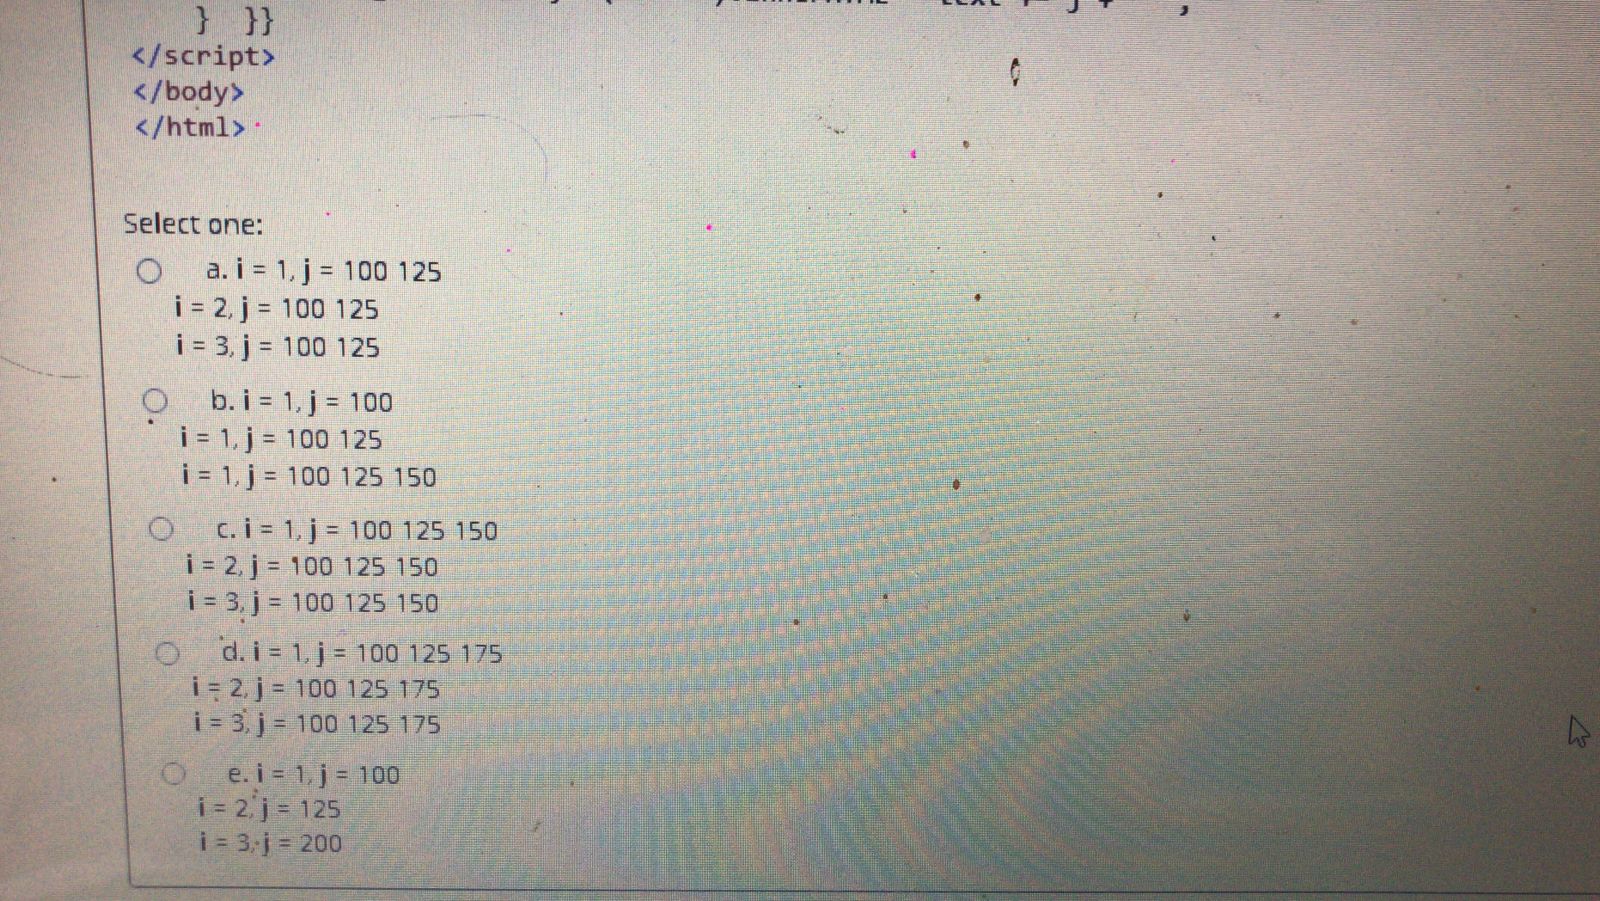 } }}
</script>
</body>
</html>
Select one:
a. i = 1, j = 100 125
i = 2, j = 100 125
i = 3, j = 100 125
b. i = 1, j = 100
i = 1, j = 100 125
i = 1, j = 100 125 150
c. i = 1, j = 100 125 150
i = 2, j = 100 125 150
i = 3, j = 100 125 150
d. i = 1, j = 100 125 175
i = 2, j = 100 125 175
i = 3, j = 100 125 175
e. i = 1, j = 100
i = 2, j = 125
i = 3, j = 200